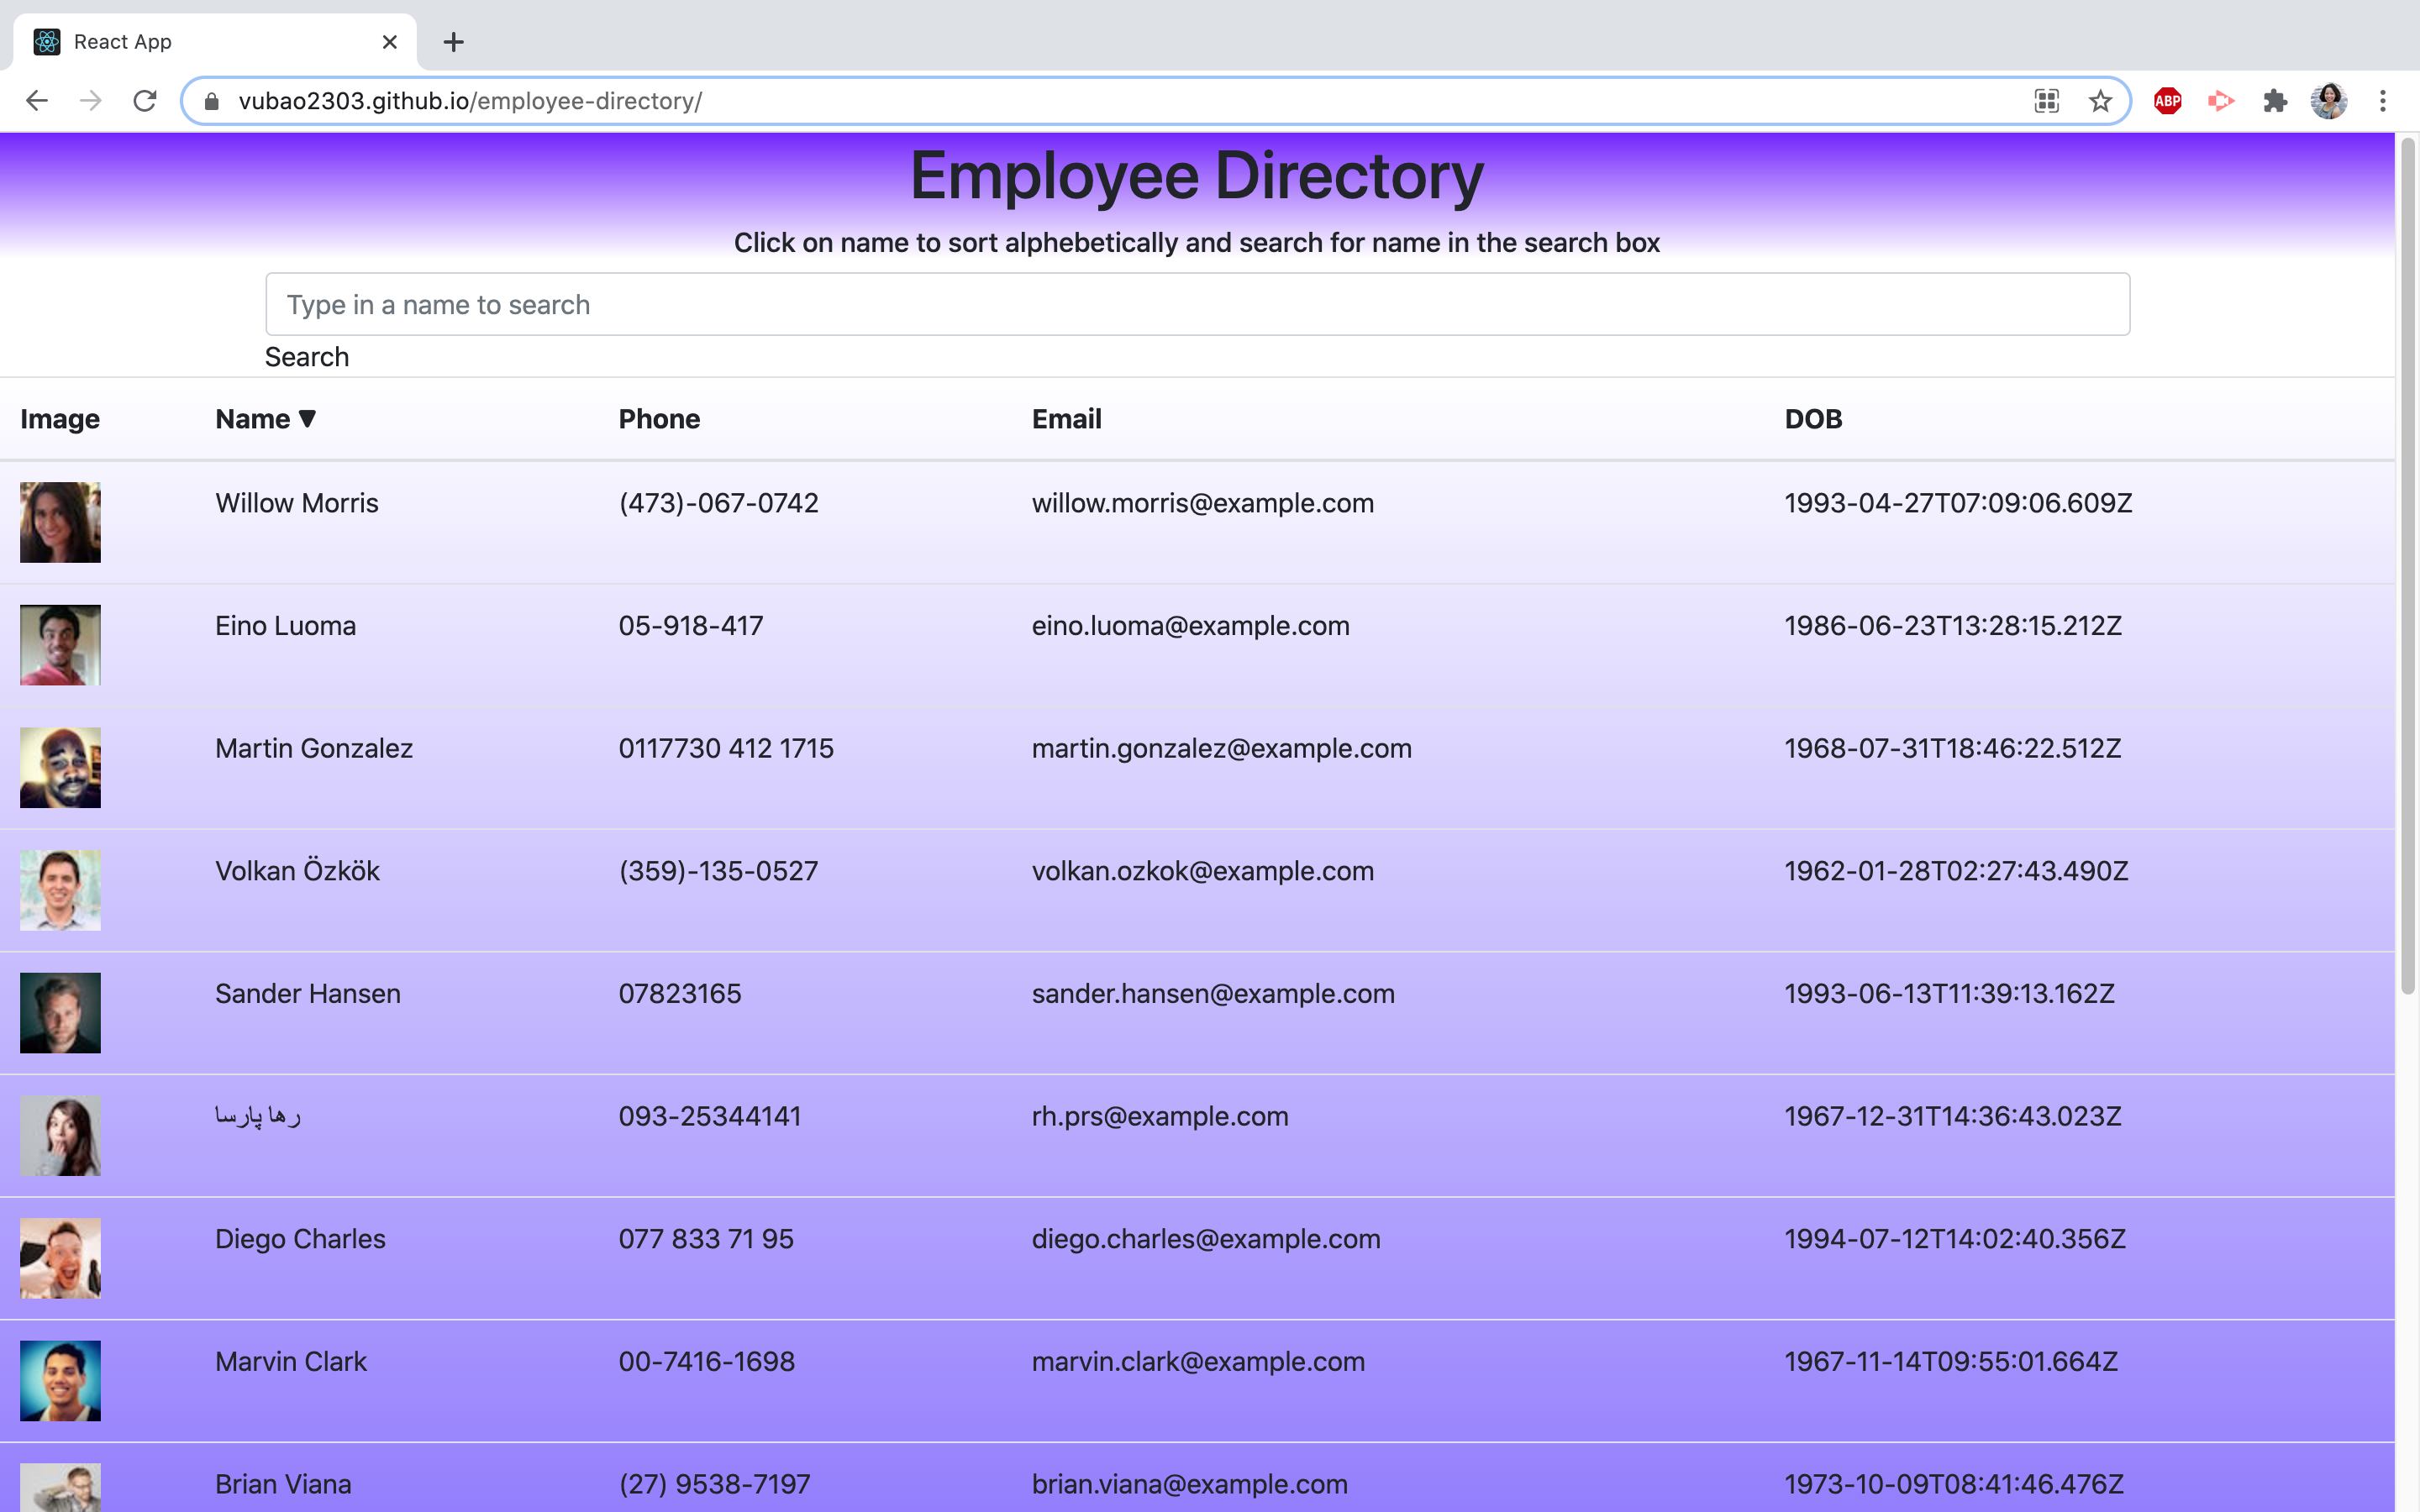 React App
vubao2303.github.io/employee-directory/
ABP
Employee Directory
Click on name to sort alphebetically and search for name in the search box
Type in a name to search
Search
Image Name ▼ Phone Email DOB
Willow Morris (473)-067-0742 willow.morris@example.com 1993-04-27T07:09:06.609Z
Eino Luoma 05-918-417 eino.luoma@example.com 1986-06-23T13:28:15.212Z
Martin Gonzalez 0117730 412 1715 martin.gonzalez@example.com 1968-07-31T18:46:22.512Z
Volkan Özkök (359)-135-0527 volkan.ozkok@example.com 1962-01-28T02:27:43.490Z
Sander Hansen 07823165 sander.hansen@example.com 1993-06-13T11:39:13.162Z
رها پارسا 093-25344141 rh.prs@example.com 1967-12-31T14:36:43.023Z
Diego Charles 077 833 71 95 diego.charles@example.com 1994-07-12T14:02:40.356Z
Marvin Clark 00-7416-1698 marvin.clark@example.com 1967-11-14T09:55:01.664Z
Brian Viana (27) 9538-7197 brian.viana@example.com 1973-10-09T08:41:46.476Z